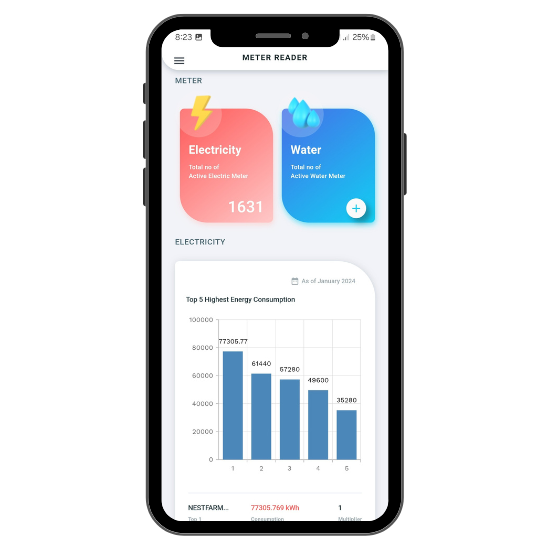 8:23 25%
METER READER
METER
Electricity
Total no of
Active Electric Meter
1631
Water
Total no of
Active Water Meter
+
ELECTRICITY
As of January 2024
Top 5 Highest Energy Consumption
100000
80000
60000
40000
20000
0
77305.77
61440
57280
49600
35280
1 2 3 4 5
NESTFARM... 77305.769 kWh 1
Top 1 Consumption Multiplier